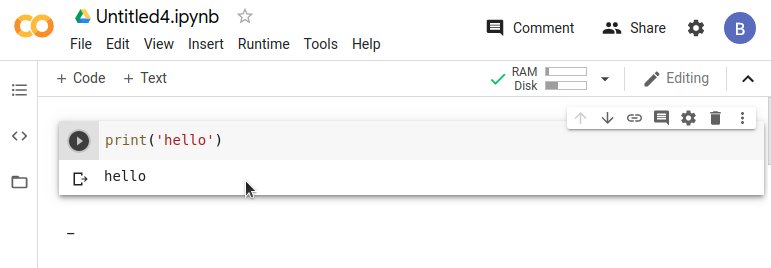 Untitled4.ipynb
Comment
Share
B
File Edit View Insert Runtime Tools Help
+ Code + Text
RAM
Disk
Editing
print('hello')
hello